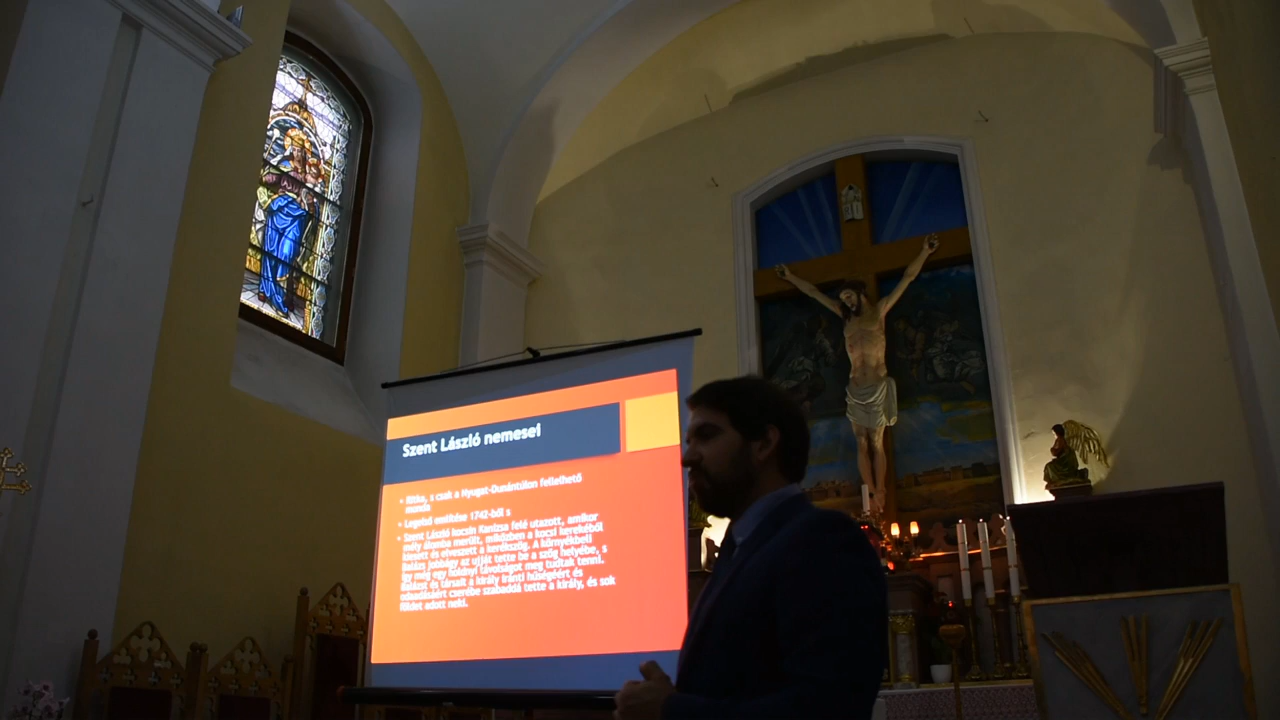 Szent László nemesei
• Ritka, s csak a Nyugat-Dunántúlon fellelhető
monda
• Legelső említése 1742-ből s
• Szent László kocsin Kanizsa felé utazott, amikor
mély álomba merült, miközben a kocsi kerekéből
kiesett és elveszett a kerékszög. A környékbeli
Balázs jobbágy az ujját tette be a szög helyébe, s
így még egy holdnyi távolságot meg tudtak tenni.
Balázst és társait a király iránti hűségéért és
odaadásáért cserébe szabaddá tette a király, és sok
földet adott neki.